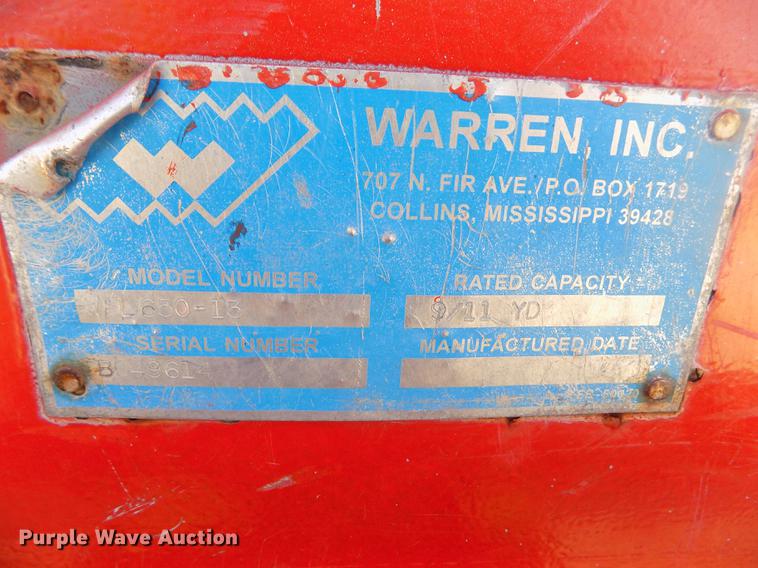 WARREN, INC.
707 N. FIR AVE./P.O. BOX 1719
COLLINS, MISSISSIPPI 39428
MODEL NUMBER
RATED CAPACITY
9/11 YD
SERIAL NUMBER
MANUFACTURED DATE
Purple Wave Auction®